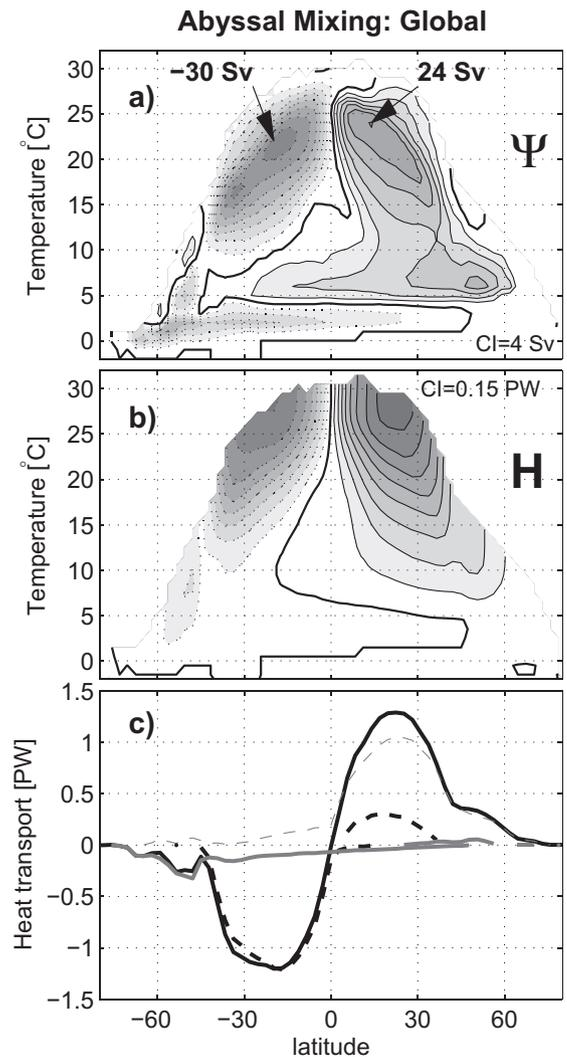 Abyssal Mixing: Global
a)
−30 Sv
24 Sv
Ψ
CI=4 Sv
Temperature [°C]
30
25
20
15
10
5
0
b)
CI=0.15 PW
H
Temperature [°C]
30
25
20
15
10
5
0
c)
Heat transport [PW]
1.5
1
0.5
0
−0.5
−1
−1.5
−60 −30 0 30 60
latitude